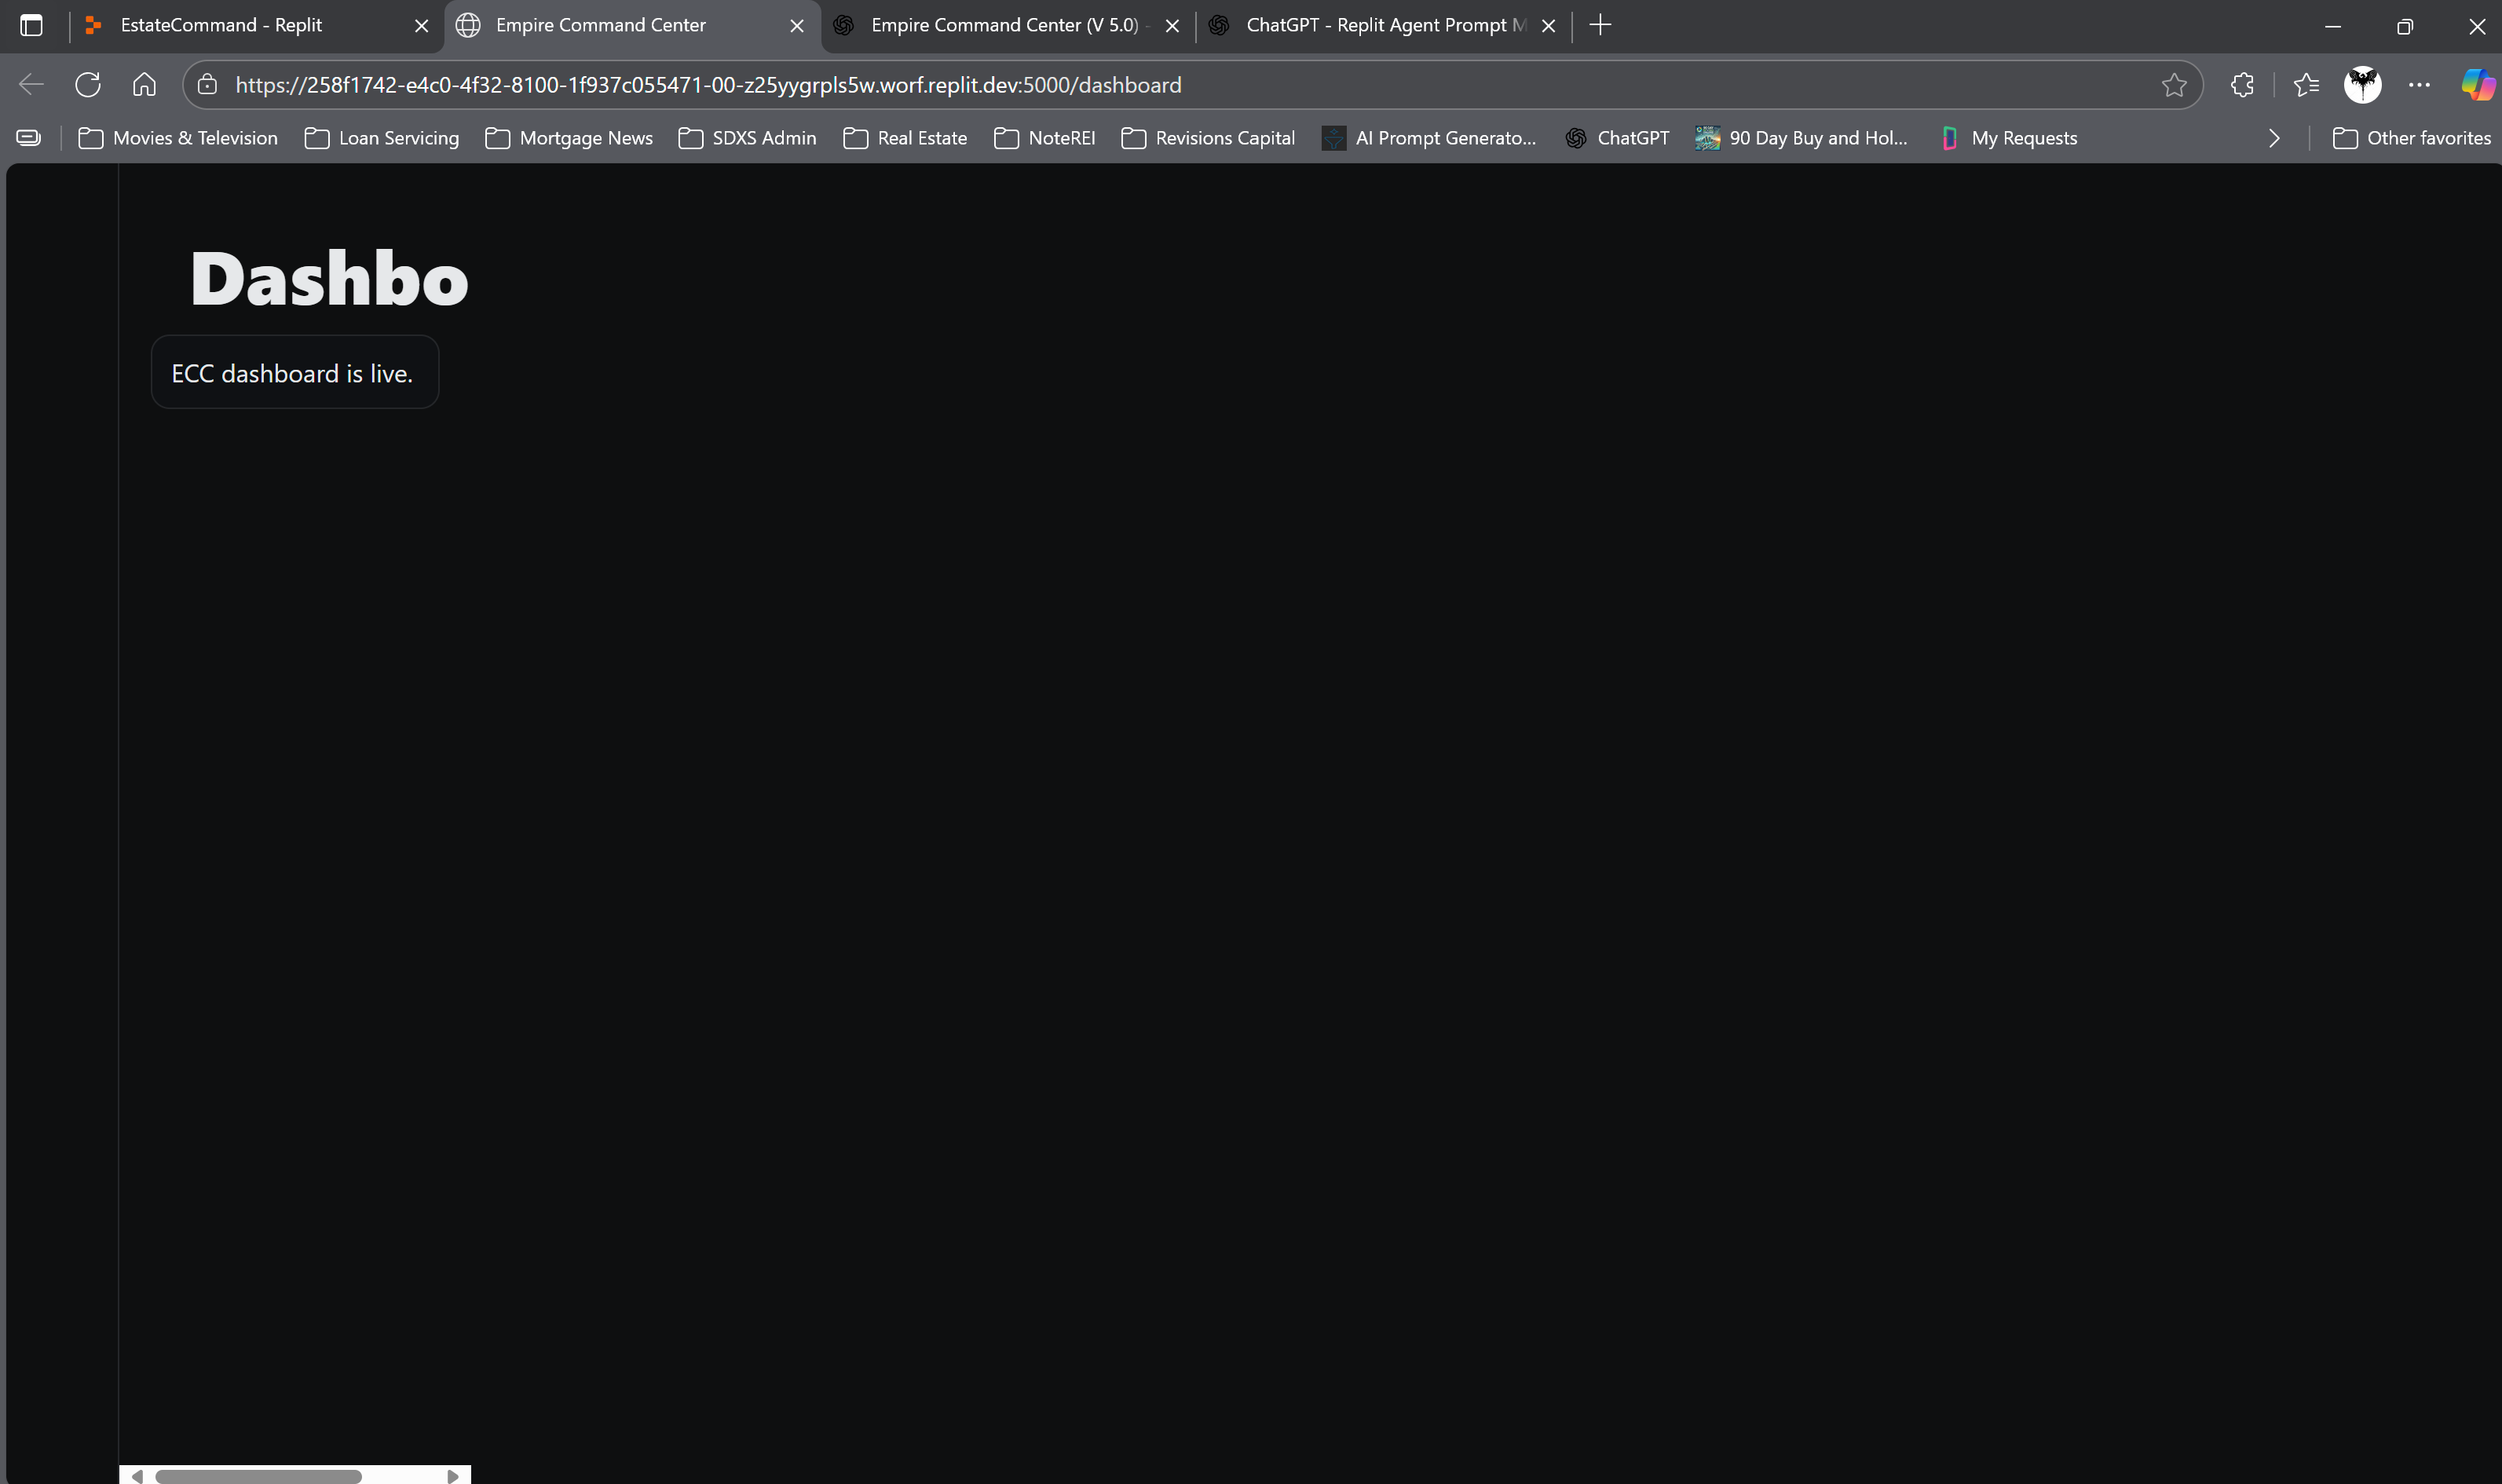 EstateCommand - Replit
Empire Command Center
Empire Command Center (V 5.0) -
ChatGPT - Replit Agent Prompt M
https://258f1742-e4c0-4f32-8100-1f937c055471-00-z25yygrpls5w.worf.replit.dev:5000/dashboard
Movies & Television
Loan Servicing
Mortgage News
SDXS Admin
Real Estate
NoteREI
Revisions Capital
AI Prompt Generato...
ChatGPT
90 Day Buy and Hol...
My Requests
Other favorites
Dashbo
ECC dashboard is live.